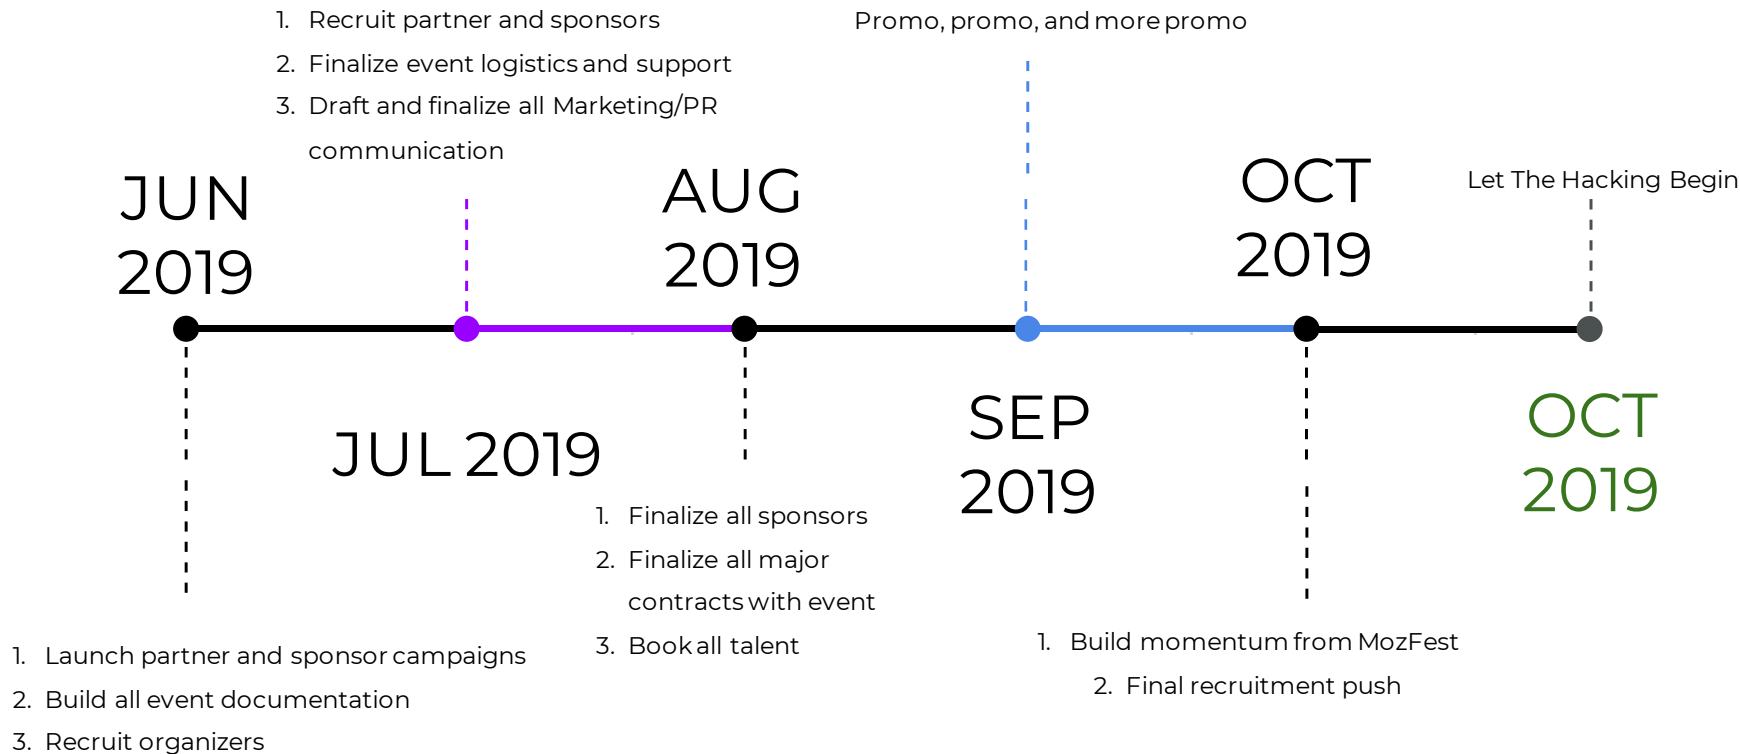 1. Recruit partner and sponsors
2. Finalize event logistics and support
3. Draft and finalize all Marketing/PR
communication
Promo, promo, and more promo
JUN
2019
AUG
2019
OCT
2019
Let The Hacking Begin
JUL 2019
SEP
2019
OCT
2019
1. Finalize all sponsors
2. Finalize all major
contracts with event
3. Book all talent
1. Launch partner and sponsor campaigns
2. Build all event documentation
3. Recruit organizers
1. Build momentum from MozFest
2. Final recruitment push